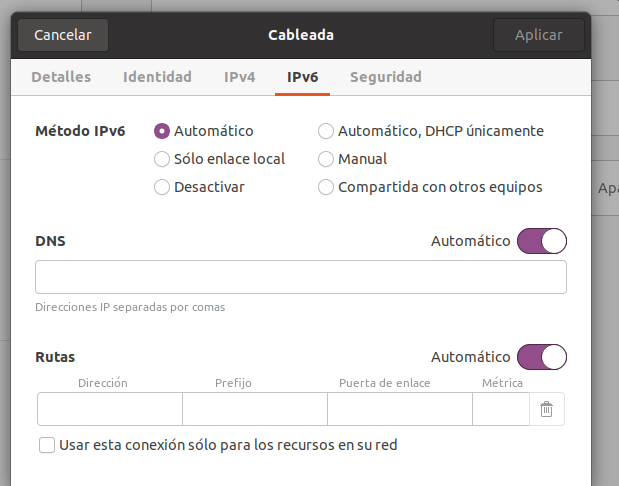 Cancelar Cableada Aplicar
Detalles Identidad IPv4 IPv6 Seguridad
Método IPv6 Automático Automático, DHCP únicamente
Sólo enlace local Manual
Desactivar Compartida con otros equipos
Apa
DNS Automático
Direcciones IP separadas por comas
Rutas Automático
Dirección Prefijo Puerta de enlace Métrica
Usar esta conexión sólo para los recursos en su red